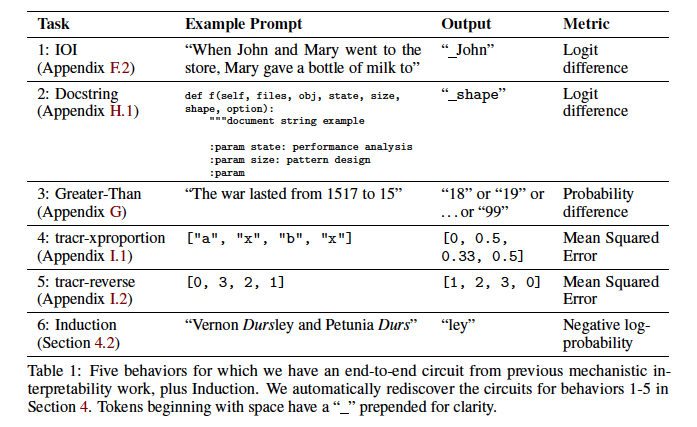 Task Example Prompt Output Metric
1: IOI “When John and Mary went to the “_John” Logit
(Appendix F.2) store, Mary gave a bottle of milk to” difference
2: Docstring def f(self, files, obj, state, size, “_shape” Logit
(Appendix H.1) shape, option): difference
"""document string example
:param state: performance analysis
:param size: pattern design
:param
3: Greater-Than “The war lasted from 1517 to 15” “18” or “19” or Probability
(Appendix G) …or “99” difference
4: tracr-xproportion ["a", "x", "b", "x"] [0, 0.5, Mean Squared
(Appendix I.1) 0.33, 0.5] Error
5: tracr-reverse [0, 3, 2, 1] [1, 2, 3, 0] Mean Squared
(Appendix I.2) Error
6: Induction “Vernon Dursley and Petunia Durs” “ley” Negative log-
(Section 4.2) probability
Table 1: Five behaviors for which we have an end-to-end circuit from previous mechanistic in-
terpretability work, plus Induction. We automatically rediscover the circuits for behaviors 1-5 in
Section 4. Tokens beginning with space have a “_” prepended for clarity.